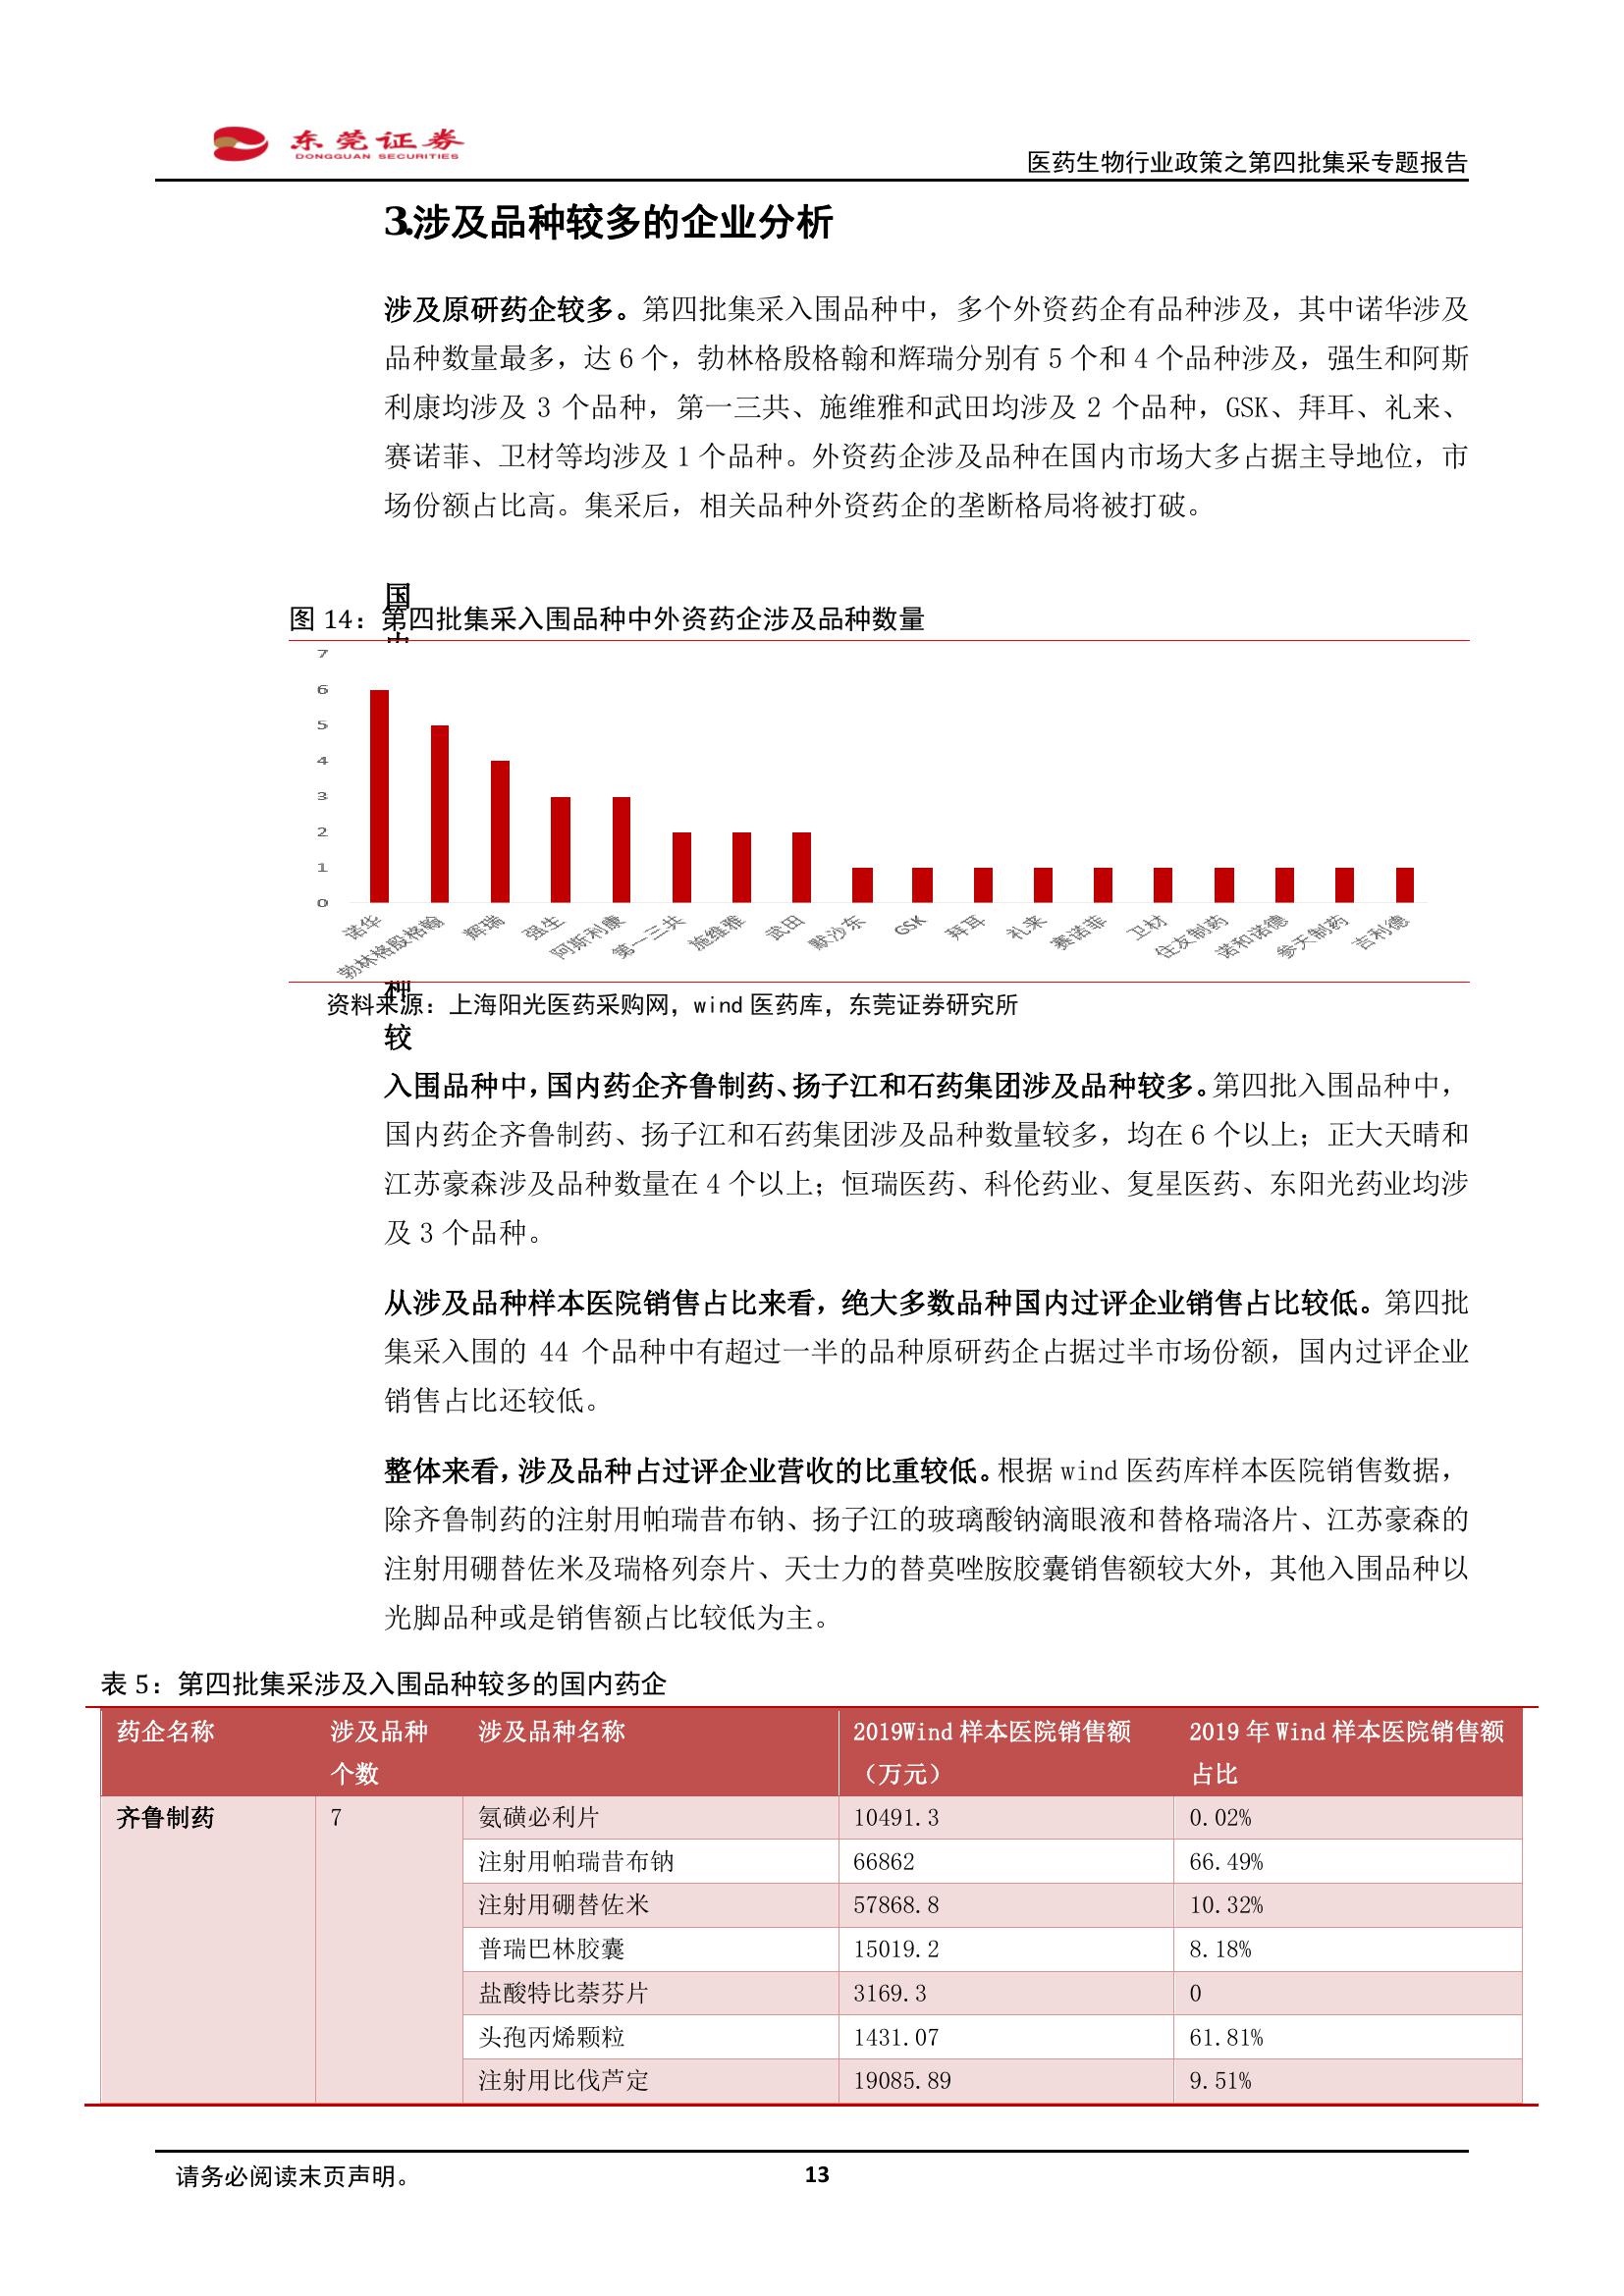 东莞证券
DONGGUAN SECURITIES
医药生物行业政策之第四批集采专题报告
3.涉及品种较多的企业分析
涉及原研药企较多。第四批集采入围品种中，多个外资药企有品种涉及，其中诺华涉及
品种数量最多，达 6 个，勃林格殷格翰和辉瑞分别有 5 个和 4 个品种涉及，强生和阿斯
利康均涉及 3 个品种，第一三共、施维雅和武田均涉及 2 个品种，GSK、拜耳、礼来、
赛诺菲、卫材等均涉及 1 个品种。外资药企涉及品种在国内市场大多占据主导地位，市
场份额占比高。集采后，相关品种外资药企的垄断格局将被打破。
国
图 14：第四批集采入围品种中外资药企涉及品种数量
7
6
5
4
3
2
1
0
诺华
勃林格殷格翰
辉瑞
强生
阿斯利康
第一三共
施维雅
武田
默沙东
GSK
拜耳
礼来
赛诺菲
卫材
住友制药
诺和诺德
参天制药
吉利德
种
资料来源：上海阳光医药采购网，wind 医药库，东莞证券研究所
较
入围品种中，国内药企齐鲁制药、扬子江和石药集团涉及品种较多。第四批入围品种中，
国内药企齐鲁制药、扬子江和石药集团涉及品种数量较多，均在 6 个以上；正大天晴和
江苏豪森涉及品种数量在 4 个以上；恒瑞医药、科伦药业、复星医药、东阳光药业均涉
及 3 个品种。
从涉及品种样本医院销售占比来看，绝大多数品种国内过评企业销售占比较低。第四批
集采入围的 44 个品种中有超过一半的品种原研药企占据过半市场份额，国内过评企业
销售占比还较低。
整体来看，涉及品种占过评企业营收的比重较低。根据 wind 医药库样本医院销售数据，
除齐鲁制药的注射用帕瑞昔布钠、扬子江的玻璃酸钠滴眼液和替格瑞洛片、江苏豪森的
注射用硼替佐米及瑞格列奈片、天士力的替莫唑胺胶囊销售额较大外，其他入围品种以
光脚品种或是销售额占比较低为主。
表 5：第四批集采涉及入围品种较多的国内药企
药企名称 涉及品种 涉及品种名称 2019Wind 样本医院销售额 2019 年 Wind 样本医院销售额
个数 （万元） 占比
齐鲁制药 7 氨磺必利片 10491.3 0.02%
注射用帕瑞昔布钠 66862 66.49%
注射用硼替佐米 57868.8 10.32%
普瑞巴林胶囊 15019.2 8.18%
盐酸特比萘芬片 3169.3 0
头孢丙烯颗粒 1431.07 61.81%
注射用比伐芦定 19085.89 9.51%
请务必阅读末页声明。
13